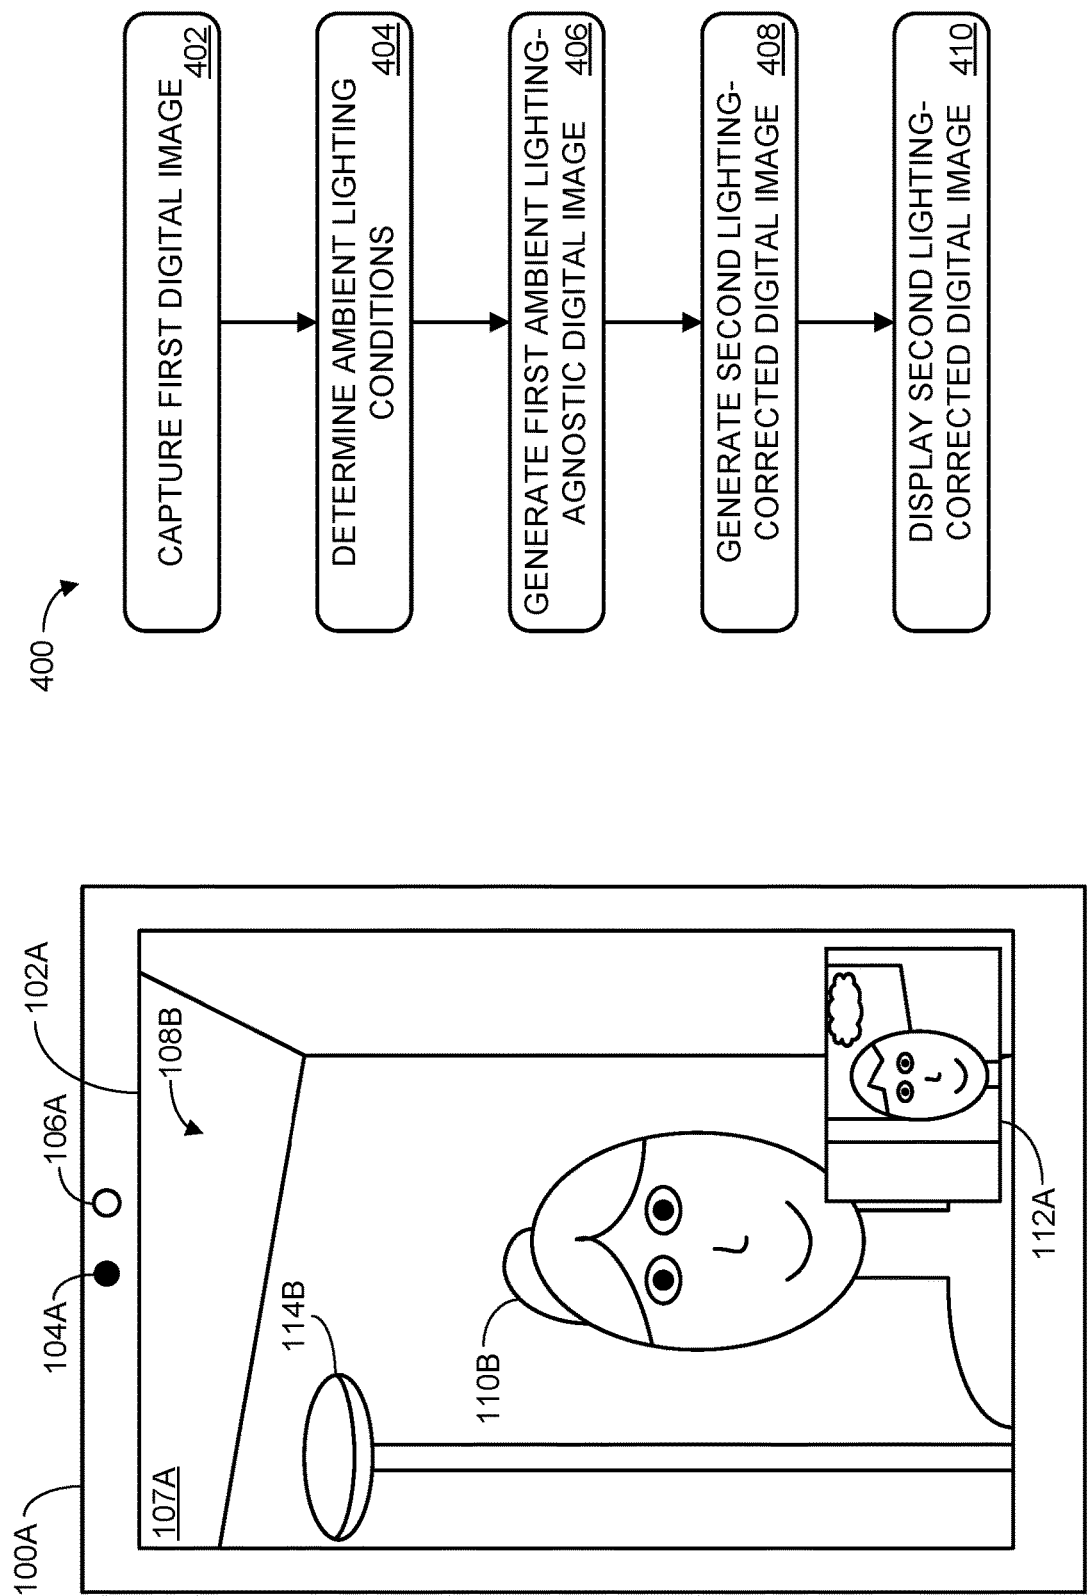 400
CAPTURE FIRST DIGITAL IMAGE
402
DETERMINE AMBIENT LIGHTING
CONDITIONS
404
GENERATE FIRST AMBIENT LIGHTING-
AGNOSTIC DIGITAL IMAGE
406
GENERATE SECOND LIGHTING-
CORRECTED DIGITAL IMAGE
408
DISPLAY SECOND LIGHTING-
CORRECTED DIGITAL IMAGE
410
100A
104A
106A
102A
107A
108B
114B
110B
112A